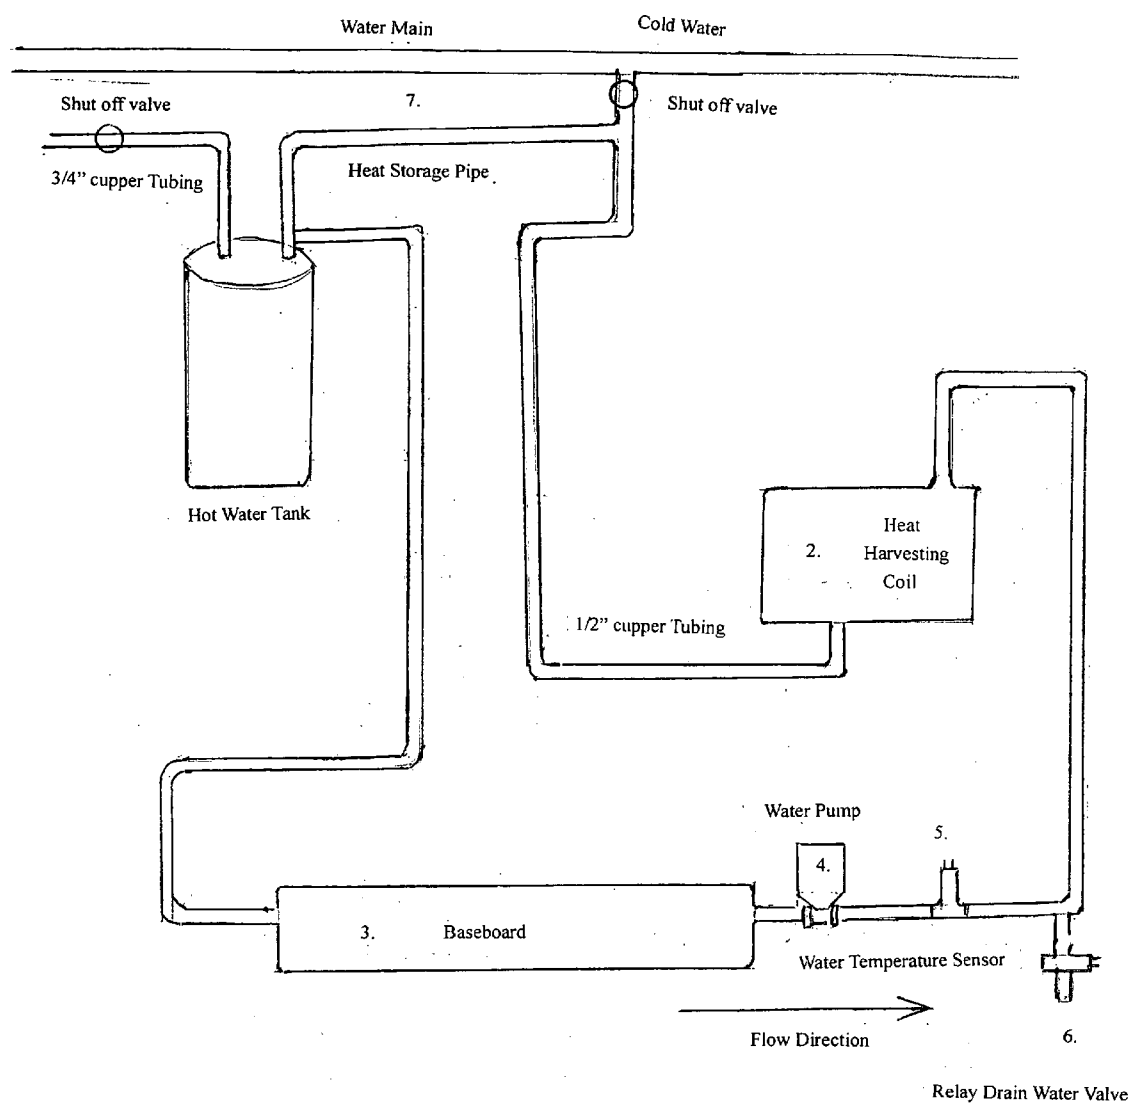 Water Main
Cold Water
Shut off valve
7.
Shut off valve
3/4” cupper Tubing
Heat Storage Pipe
Hot Water Tank
2.
Heat
Harvesting
Coil
1/2” cupper Tubing
Water Pump
5.
4.
3.
Baseboard
Water Temperature Sensor
Flow Direction
6.
Relay Drain Water Valve